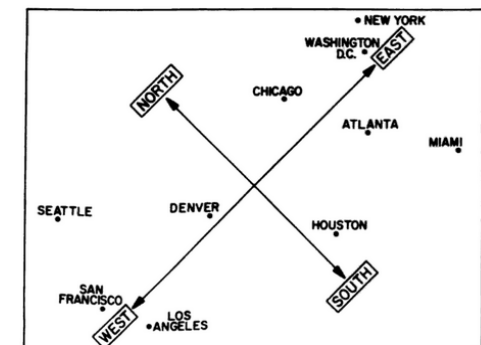 NEW YORK
WASHINGTON
D.C.
EAST
NORTH
CHICAGO
ATLANTA
MIAMI
SEATTLE
DENVER
HOUSTON
SOUTH
SAN
FRANCISCO
WEST
LOS
ANGELES